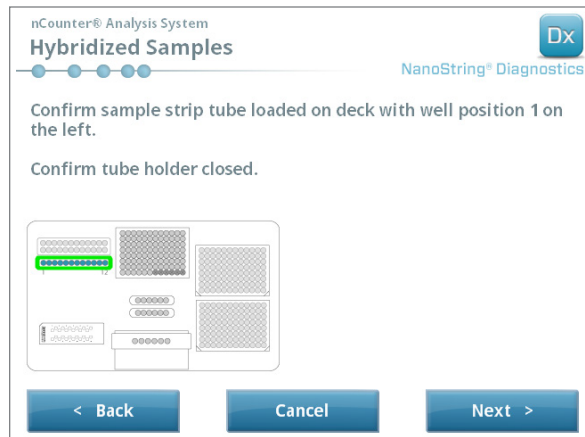 nCounter® Analysis System
Dx
Hybridized Samples
NanoString® Diagnostics
Confirm sample strip tube loaded on deck with well position 1 on
the left.
Confirm tube holder closed.
1 12
< Back Cancel Next >